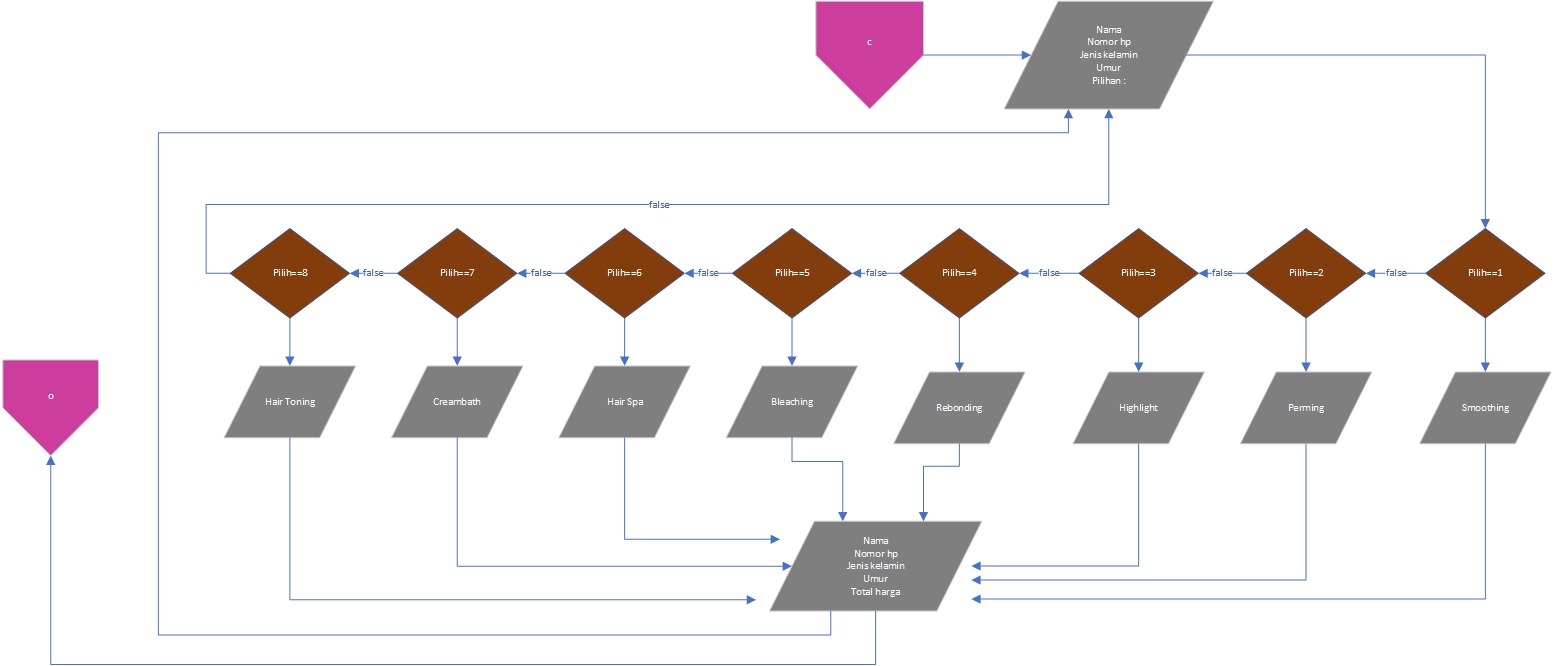 c
Nama
Nomor hp
Jenis kelamin
Umur
Pilihan :
false
Pilih==8
false
Pilih==7
false
Pilih==6
false
Pilih==5
false
Pilih==4
false
Pilih==3
false
Pilih==2
false
Pilih==1
o
Hair Toning
Creambath
Hair Spa
Bleaching
Rebonding
Highlight
Perming
Smoothing
Nama
Nomor hp
Jenis kelamin
Umur
Total harga